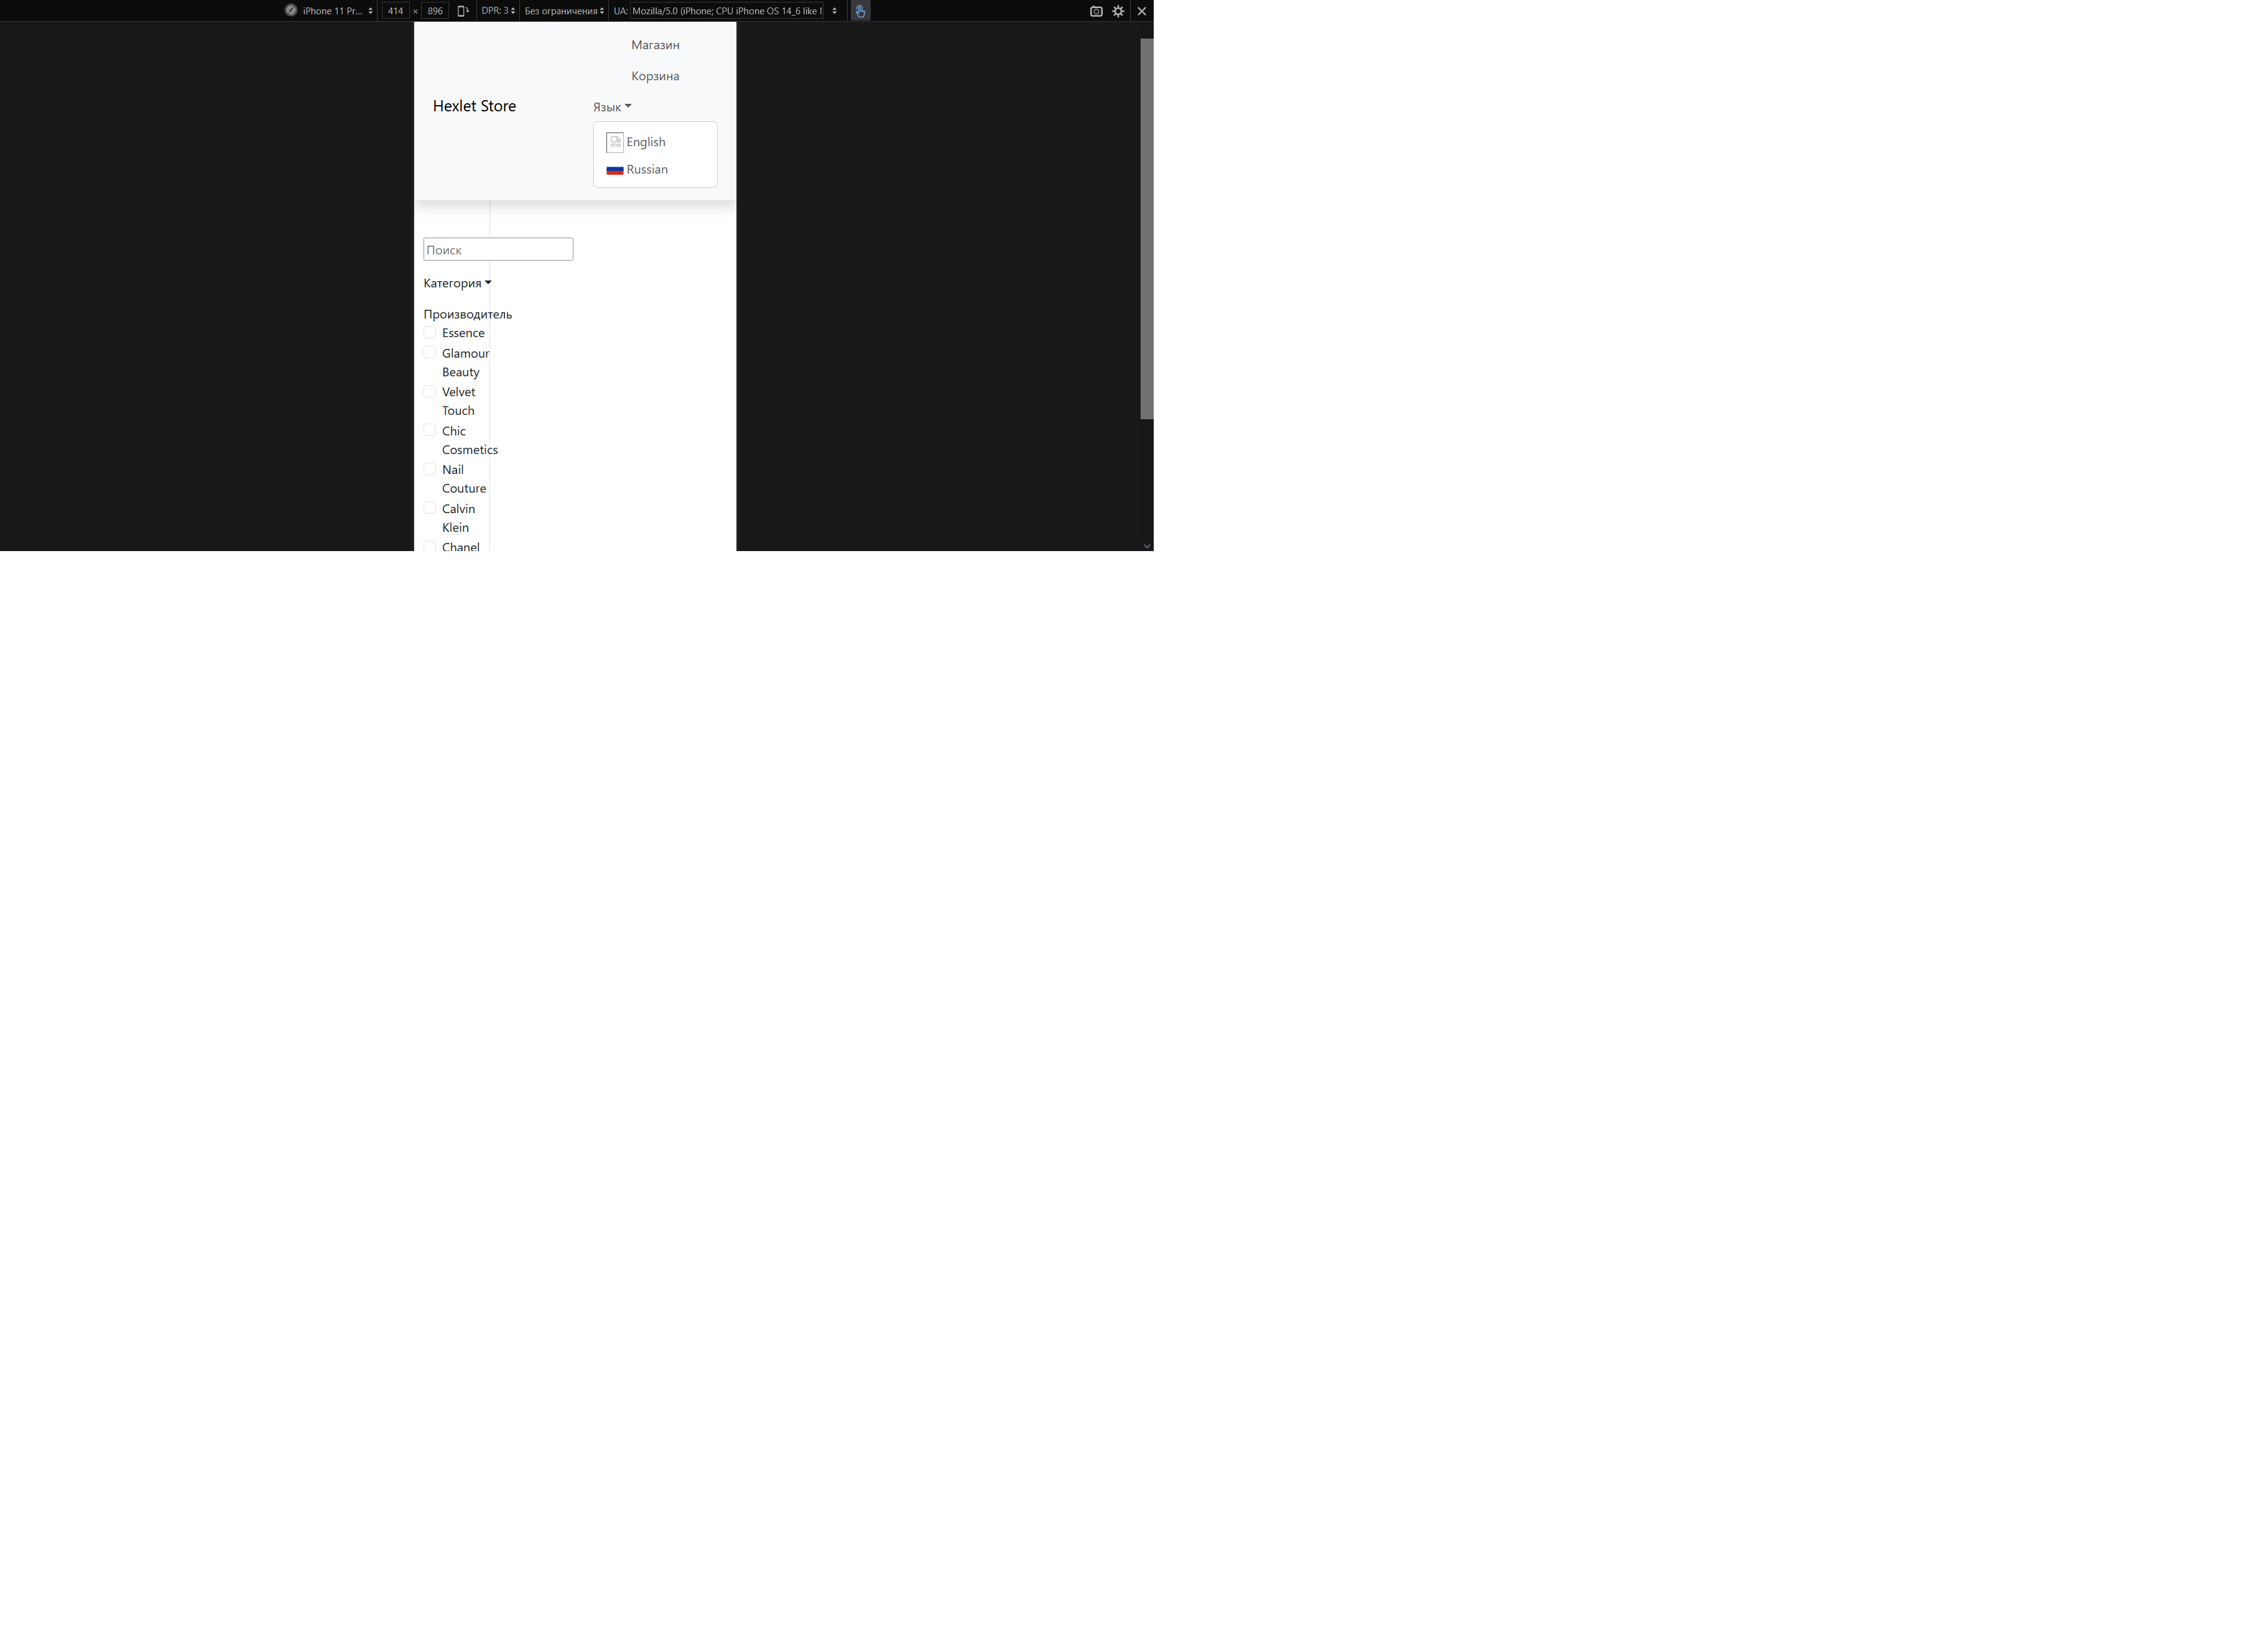 iPhone 11 Pr... 414 × 896 DPR: 3 Без ограничения UA: Mozilla/5.0 (iPhone; CPU iPhone OS 14_6 like
Магазин
Корзина
Hexlet Store
Язык
English
Russian
Поиск
Категория
Производитель
Essence
Glamour
Beauty
Velvet
Touch
Chic
Cosmetics
Nail
Couture
Calvin
Klein
Chanel